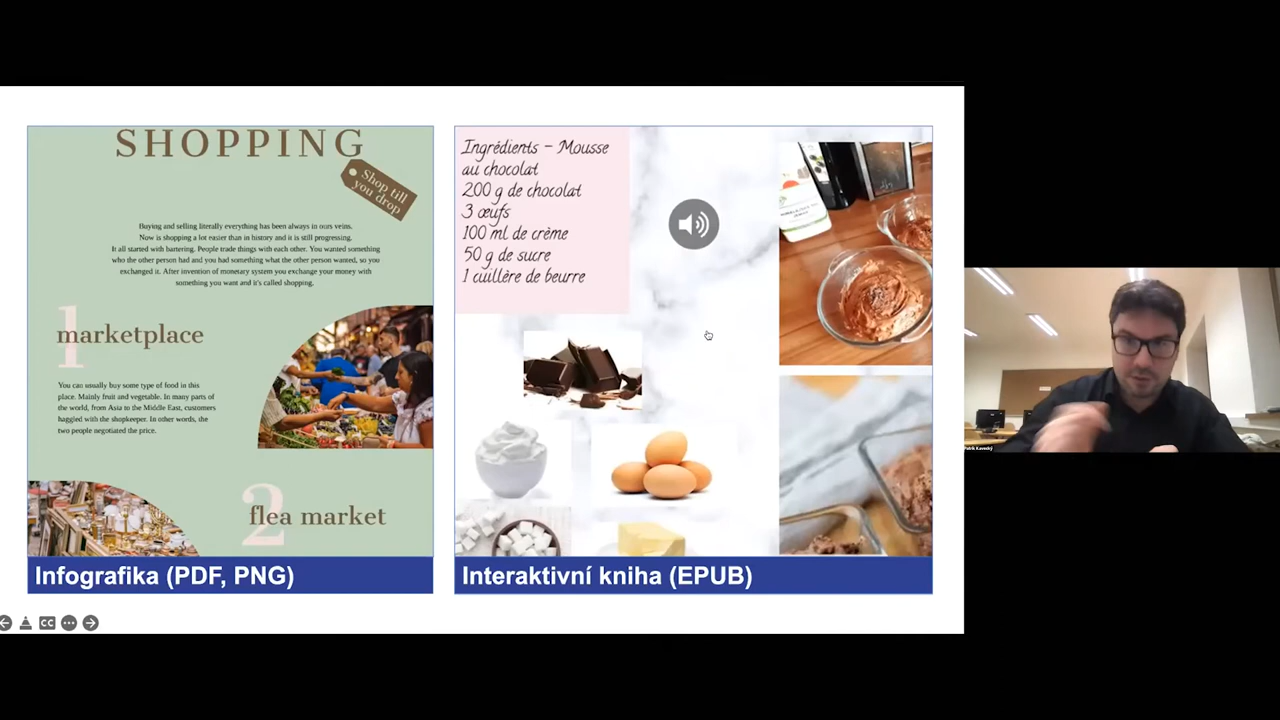 SHOPPING
Shop till
you drop
Buying and selling literally everything has been always in ours veins.
Now is shopping a lot easier than in history and it is still progressing.
It all started with bartering. People trade things with each other. You wanted something
who the other person had and you had something what the other person wanted, so you
exchanged it. After invention of monetary system you exchange your money with
something you want and it's called shopping.
1
marketplace
You can usually buy some type of food in this
place. Mainly fruit and vegetable. In many parts of
the world, from Asia to the Middle East, customers
haggled with the shopkeeper. In other words, the
two people negotiated the price.
2
flea market
Infografika (PDF, PNG)
Ingrédients - Mousse
au chocolat
200 g de chocolat
3 œufs
100 ml de crème
50 g de sucre
1 cuillère de beurre
Interaktivní kniha (EPUB)
CC